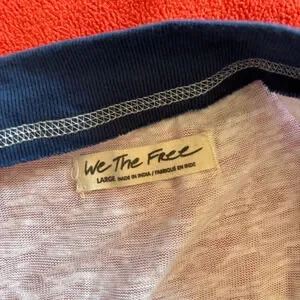 We The Free
LARGE MADE IN INDIA / FABRIQUÉ EN INDE